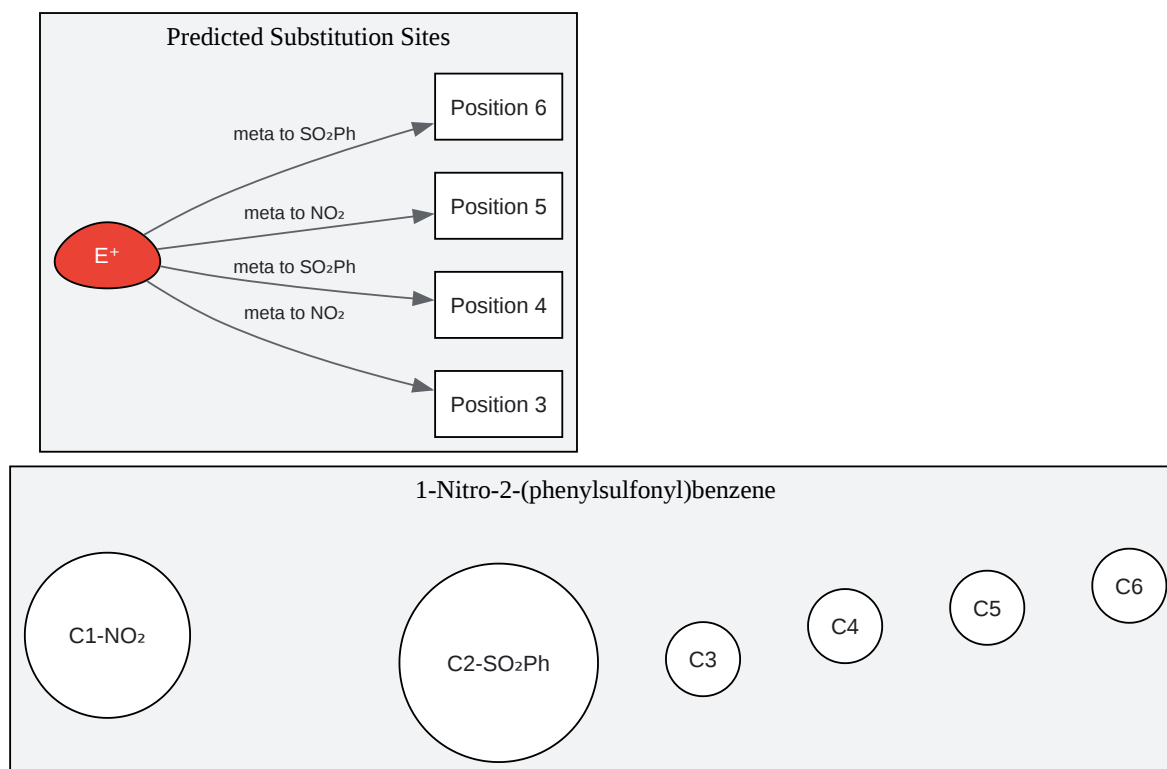 Predicted Substitution Sites
Position 6
meta to SO₂Ph
Position 5
meta to NO₂
E⁺
meta to SO₂Ph
Position 4
meta to NO₂
Position 3
1-Nitro-2-(phenylsulfonyl)benzene
C1-NO₂
C2-SO₂Ph
C3
C4
C5
C6